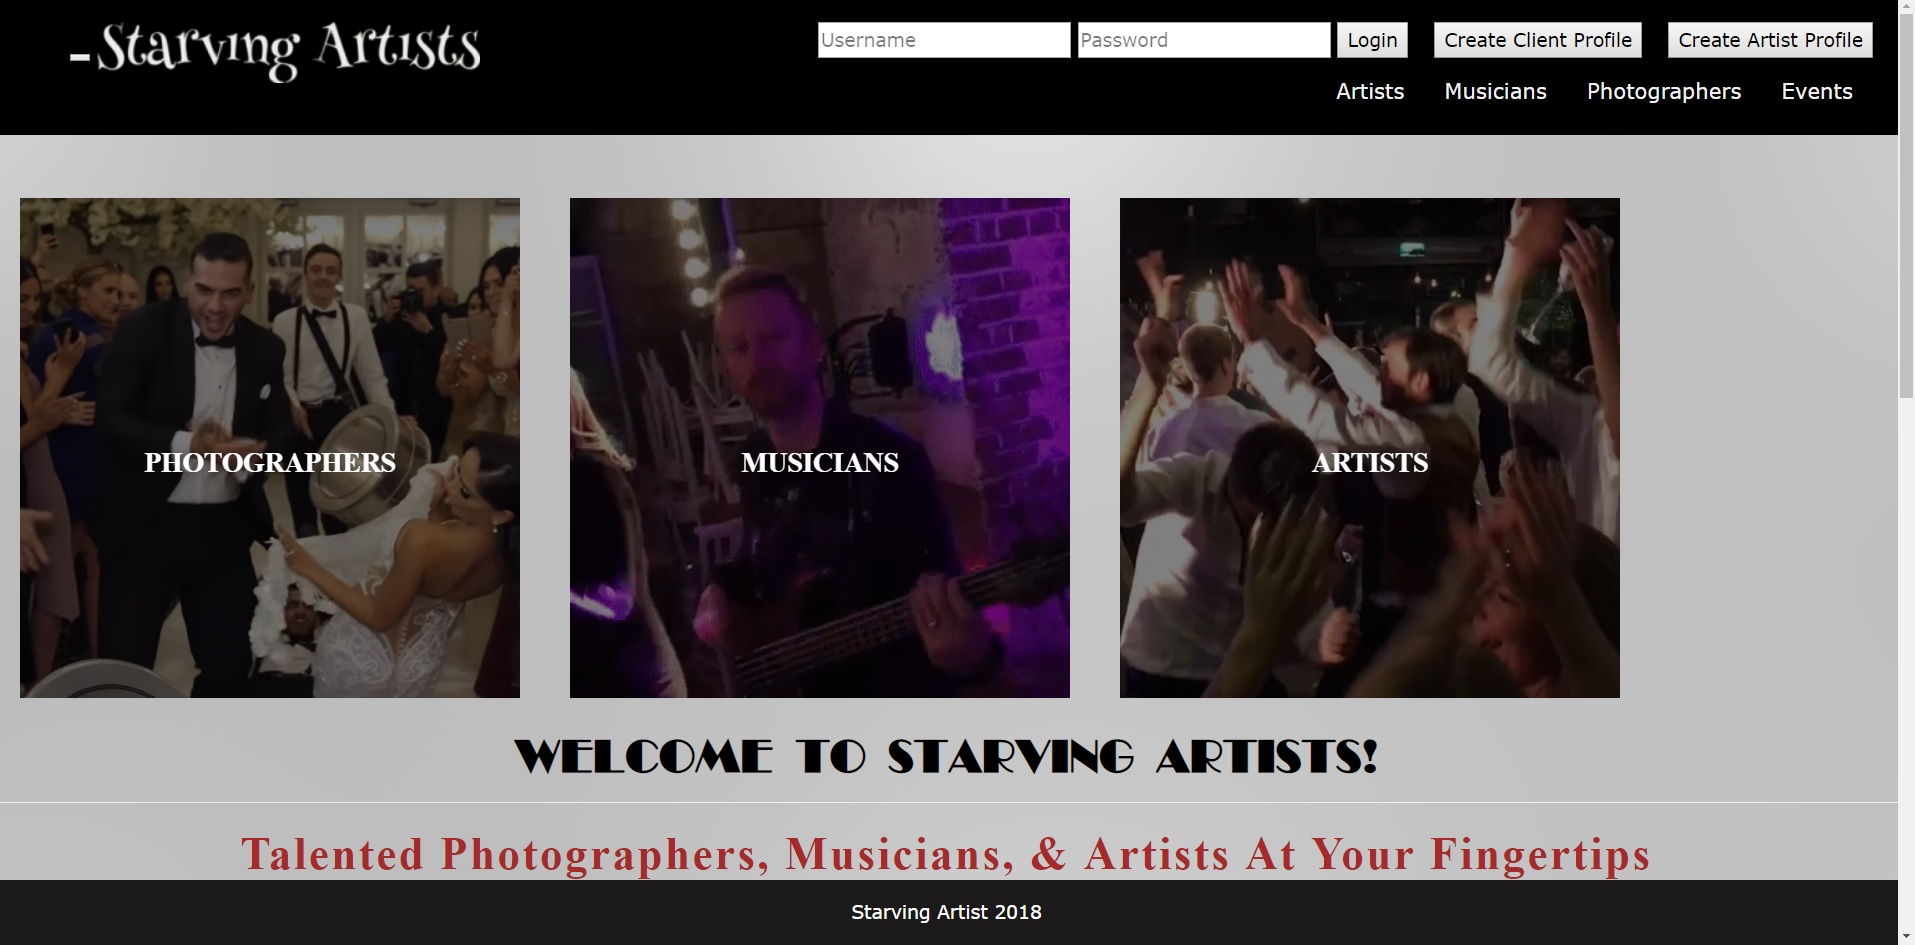 Starving Artists
Username Password Login Create Client Profile Create Artist Profile
Artists Musicians Photographers Events
PHOTOGRAPHERS MUSICIANS ARTISTS
WELCOME TO STARVING ARTISTS!
Talented Photographers, Musicians, & Artists At Your Fingertips
Starving Artist 2018